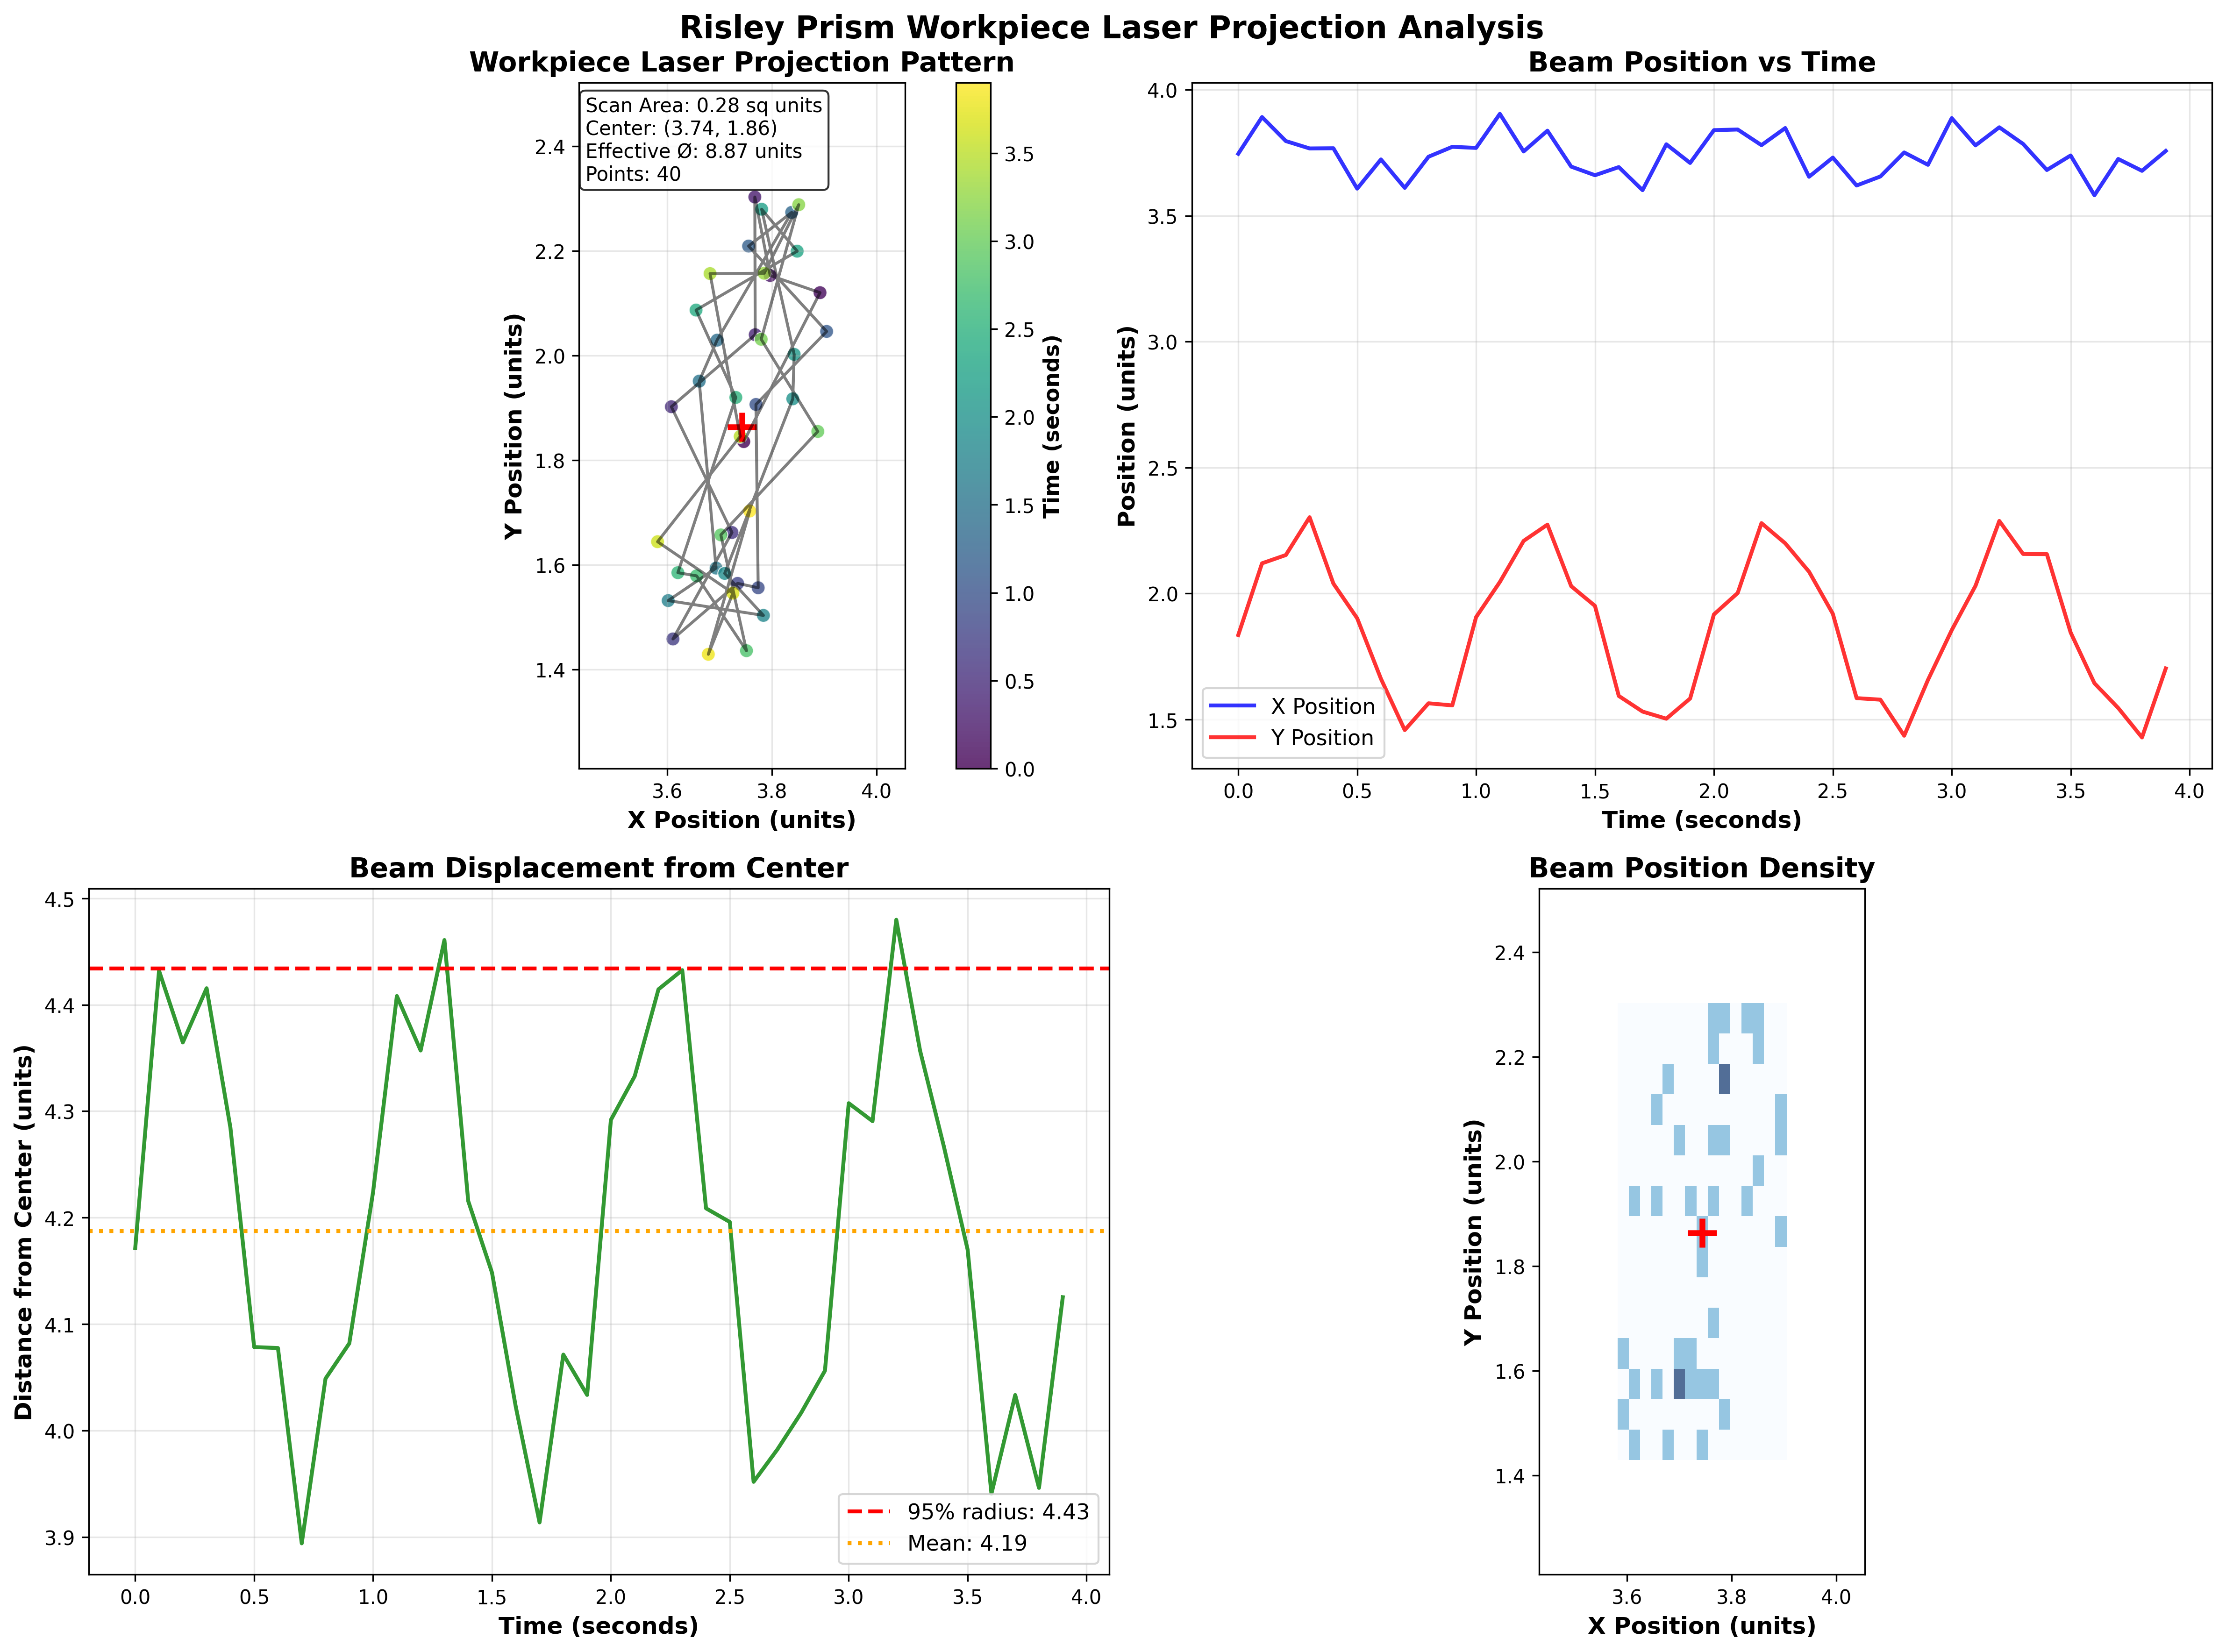 Risley Prism Workpiece Laser Projection Analysis
Workpiece Laser Projection Pattern
Scan Area: 0.28 sq units
Center: (3.74, 1.86)
Effective Ø: 8.87 units
Points: 40
2.4
2.2
2.0
1.8
1.6
1.4
Y Position (units)
3.6 3.8 4.0
X Position (units)
3.5
3.0
2.5
2.0
1.5
1.0
0.5
0.0
Time (seconds)
Beam Position vs Time
4.0
3.5
3.0
2.5
2.0
1.5
Position (units)
X Position
Y Position
0.0 0.5 1.0 1.5 2.0 2.5 3.0 3.5 4.0
Time (seconds)
Beam Displacement from Center
4.5
4.4
4.3
4.2
4.1
4.0
3.9
Distance from Center (units)
95% radius: 4.43
Mean: 4.19
0.0 0.5 1.0 1.5 2.0 2.5 3.0 3.5 4.0
Time (seconds)
Beam Position Density
2.4
2.2
2.0
1.8
1.6
1.4
Y Position (units)
3.6 3.8 4.0
X Position (units)